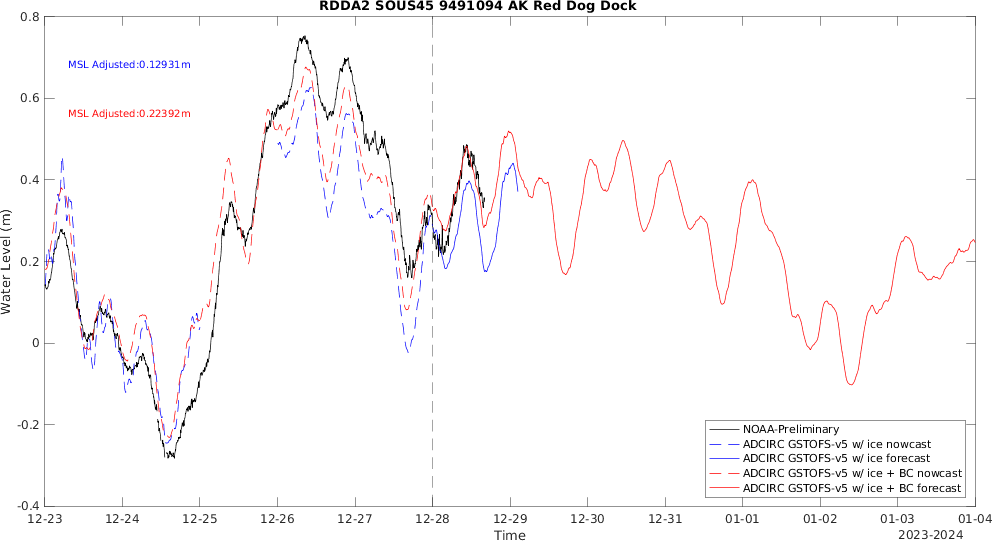 RDDA2 SOUS45 9491094 AK Red Dog Dock
MSL Adjusted:0.12931m
MSL Adjusted:0.22392m
Water Level (m)
0.8
0.6
0.4
0.2
0
-0.2
-0.4
NOAA-Preliminary
ADCIRC GSTOFS-v5 w/ ice nowcast
ADCIRC GSTOFS-v5 w/ ice forecast
ADCIRC GSTOFS-v5 w/ ice + BC nowcast
ADCIRC GSTOFS-v5 w/ ice + BC forecast
12-23 12-24 12-25 12-26 12-27 12-28 12-29 12-30 12-31 01-01 01-02 01-03 01-04
Time
2023-2024